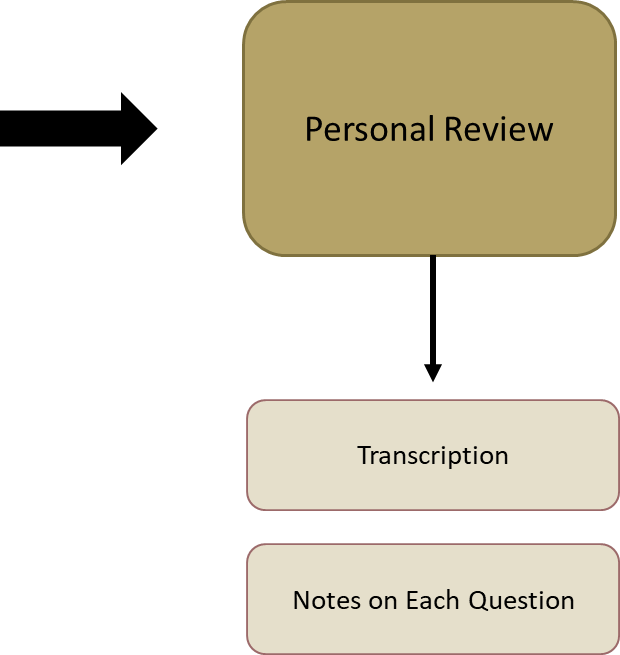 Personal Review
Transcription
Notes on Each Question